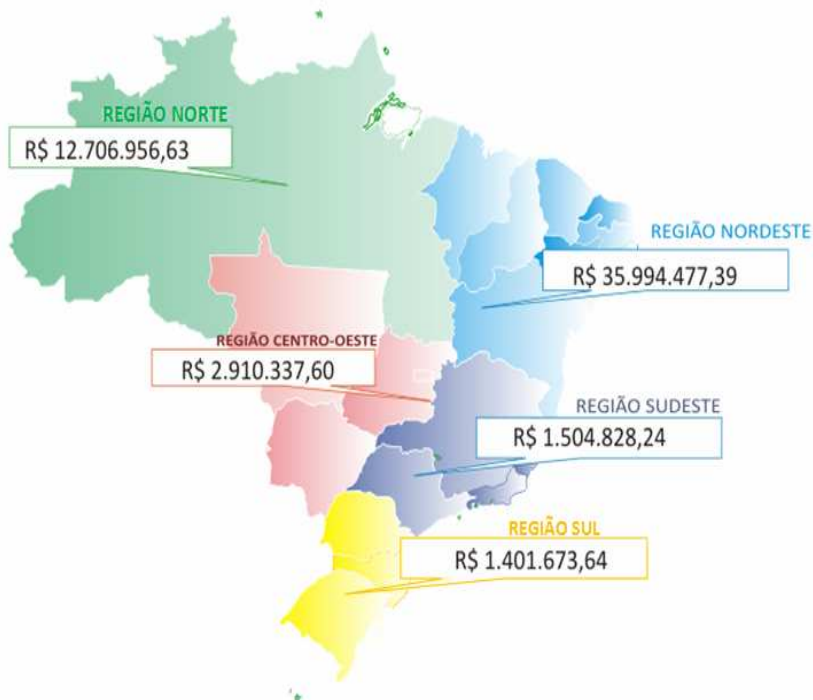 REGIÃO NORTE
R$ 12.706.956,63
REGIÃO NORDESTE
R$ 35.994.477,39
REGIÃO CENTRO-OESTE
R$ 2.910.337,60
REGIÃO SUDESTE
R$ 1.504.828,24
REGIÃO SUL
R$ 1.401.673,64